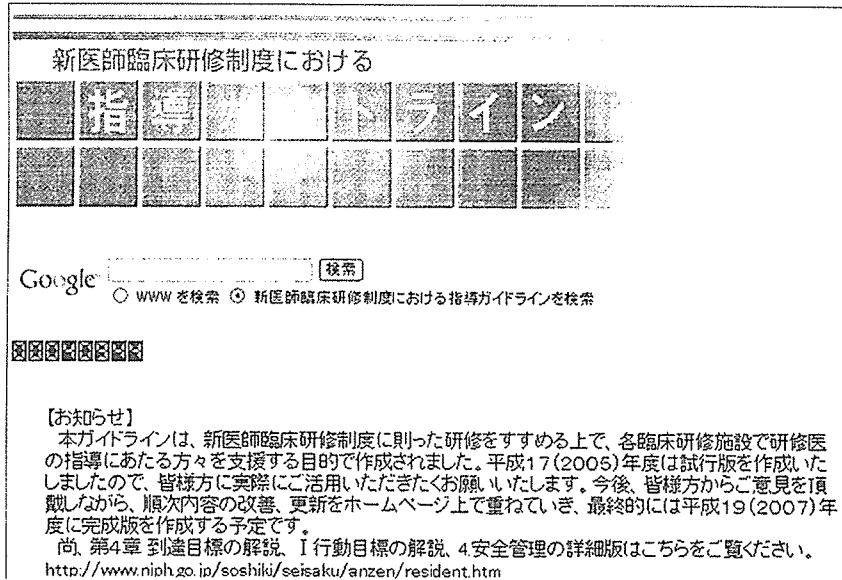 新医師臨床研修制度における
指導ガイドライン
Google 検索
WWW を検索 新医師臨床研修制度における指導ガイドラインを検索
【お知らせ】
本ガイドラインは、新医師臨床研修制度に則った研修をすすめる上で、各臨床研修施設で研修医
の指導にあたる方々を支援する目的で作成されました。平成17(2005)年度は試行版を作成いた
しましたので、皆様方に実際にご活用いただきたくお願いいたします。今後、皆様方からご意見を頂
戴しながら、順次内容の改善、更新をホームページ上で重ねていき、最終的には平成19(2007)年
度に完成版を作成する予定です。
尚、第4章 到達目標の解説、I 行動目標の解説、4.安全管理の詳細版はこちらをご覧ください。
http://www.niph.go.jp/soshiki/seisaku/anzen/resident.htm